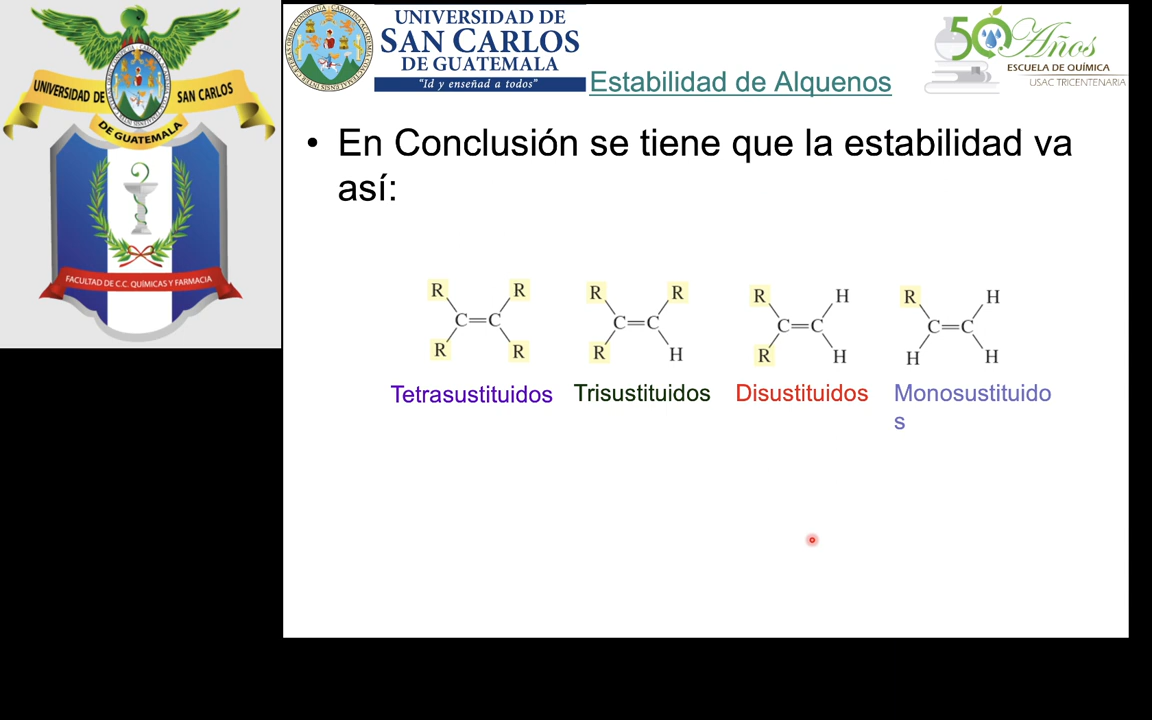 UNIVERSIDAD DE
SAN CARLOS
DE GUATEMALA
FACULTAD DE C.C. QUÍMICAS Y FARMACIA
UNIVERSIDAD DE
SAN CARLOS
DE GUATEMALA
"Id y enseñad a todos"
Estabilidad de Alquenos
50 Años
ESCUELA DE QUÍMICA
USAC TRICENTENARIA
• En Conclusión se tiene que la estabilidad va
así:
R R R R R H R H
C=C C=C C=C C=C
R R R H R H H H
Tetrasustituidos Trisustituidos Disustituidos Monosustituido
s